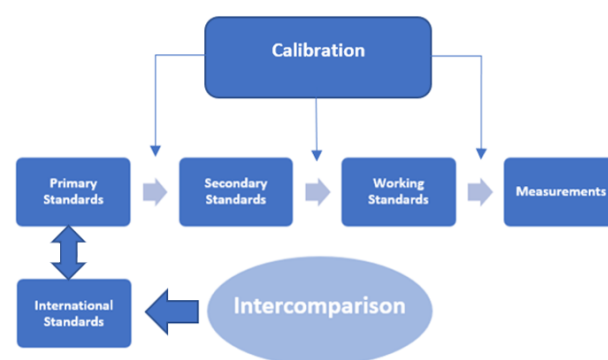 Calibration
Primary
Standards
Secondary
Standards
Working
Standards
Measurements
International
Standards
Intercomparison